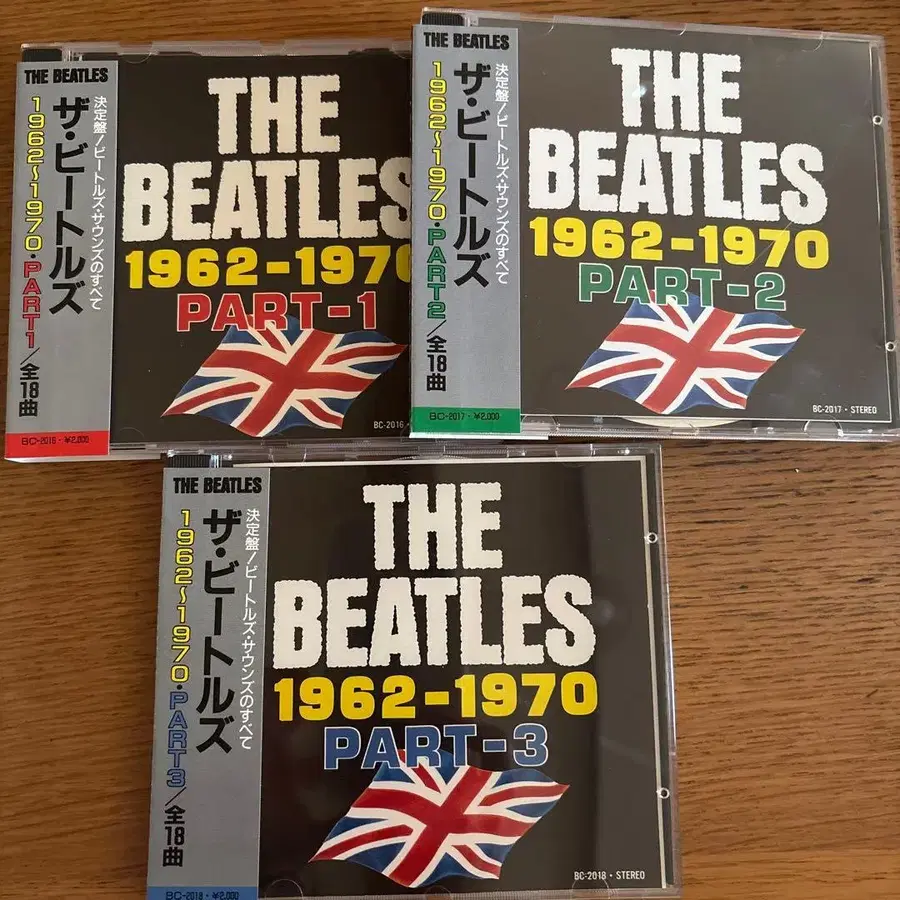 THE BEATLES
決定盤!ビートルズ・サウンズのすべて
ザ・ビートルズ
1962~1970・PART1/全18曲
BC-2016・¥2,000
THE
BEATLES
1962-1970
PART-1
BC-2016
THE BEATLES
決定盤!ビートルズ・サウンズのすべて
ザ・ビートルズ
1962~1970・PART2/全18曲
BC-2017・¥2,000
THE
BEATLES
1962-1970
PART-2
BC-2017・STEREO
THE BEATLES
決定盤!ビートルズ・サウンズのすべて
ザ・ビートルズ
1962~1970・PART3/全18曲
BC-2018・¥2,000
THE
BEATLES
1962-1970
PART-3
BC-2018・STEREO